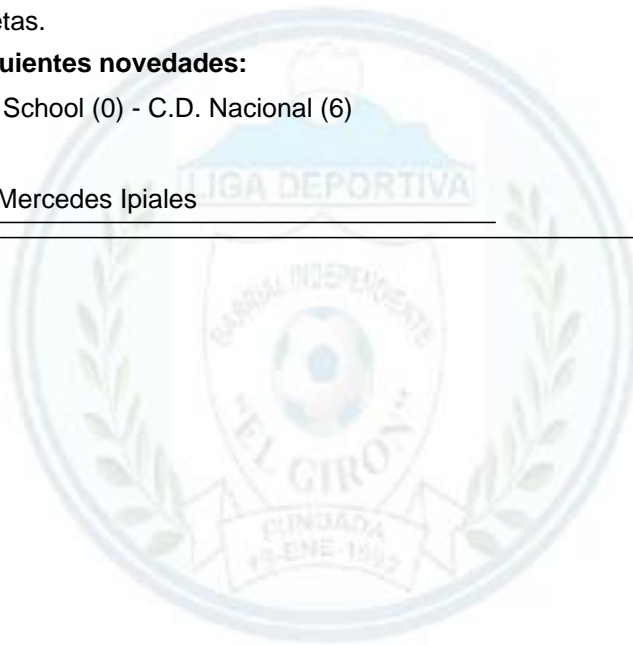 etas.
uientes novedades:
School (0) - C.D. Nacional (6)
Mercedes Ipiales
LIGA DEPORTIVA
BARRIAL INDEPENDIENTE
"EL GIRON"
FUNDADA